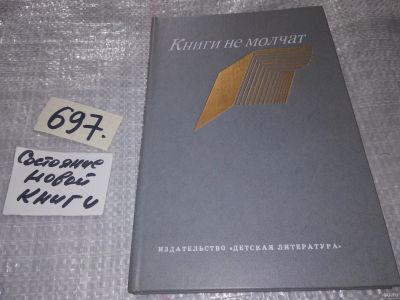 Книги не молчат
697.
Состояние
новой
книги
ИЗДАТЕЛЬСТВО «ДЕТСКАЯ ЛИТЕРАТУРА»